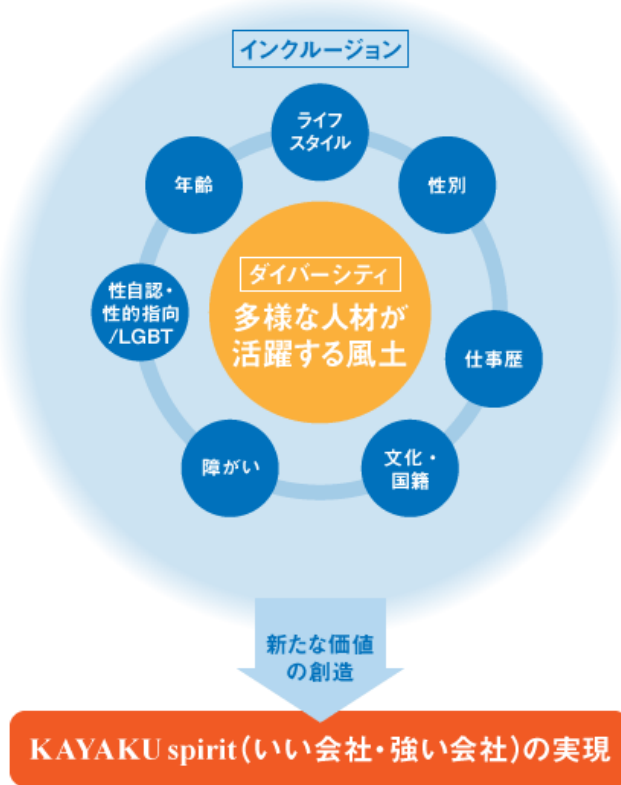 インクルージョン
ライフ
スタイル
年齢
性別
ダイバーシティ
多様な人材が
活躍する風土
性自認・
性的指向
/LGBT
仕事歴
障がい
文化・
国籍
新たな価値
の創造
KAYAKU spirit(いい会社・強い会社)の実現